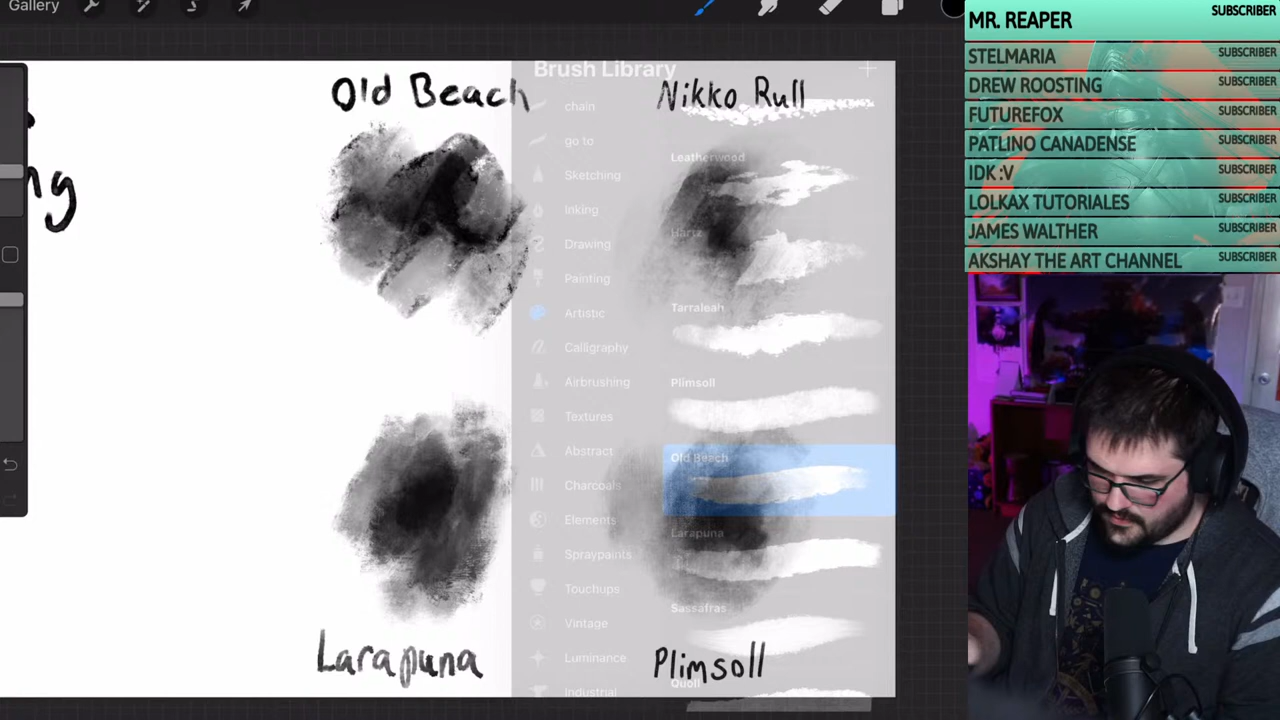 Gallery
Old Beach
Nikko Rull
ng
Larapuna
Plimsoll
Brush Library
chain
go to
Sketching
Inking
Drawing
Painting
Artistic
Calligraphy
Airbrushing
Textures
Abstract
Charcoals
Elements
Spraypaints
Touchups
Vintage
Luminance
Industrial
Leatherwood
Hartz
Tarraleah
Plimsoll
Old Beach
Larapuna
Sassafras
Quoll
MR. REAPER SUBSCRIBER
STELMARIA SUBSCRIBER
DREW ROOSTING SUBSCRIBER
FUTUREFOX SUBSCRIBER
PATLINO CANADENSE SUBSCRIBER
IDK :V SUBSCRIBER
LOLKAX TUTORIALES SUBSCRIBER
JAMES WALTHER SUBSCRIBER
AKSHAY THE ART CHANNEL SUBSCRIBER